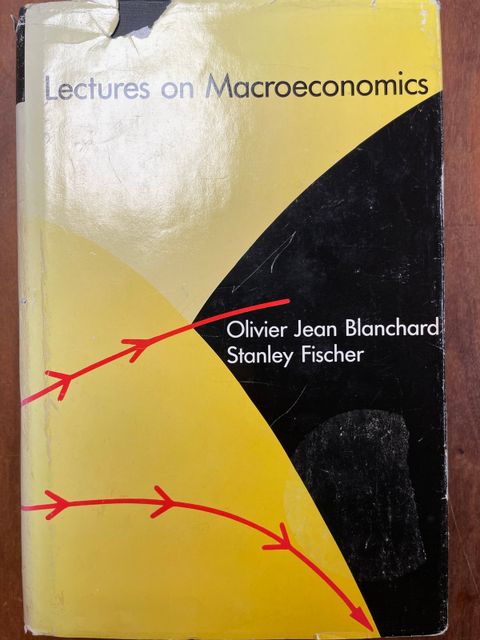 Lectures on Macroeconomics
Olivier Jean Blanchard
Stanley Fischer